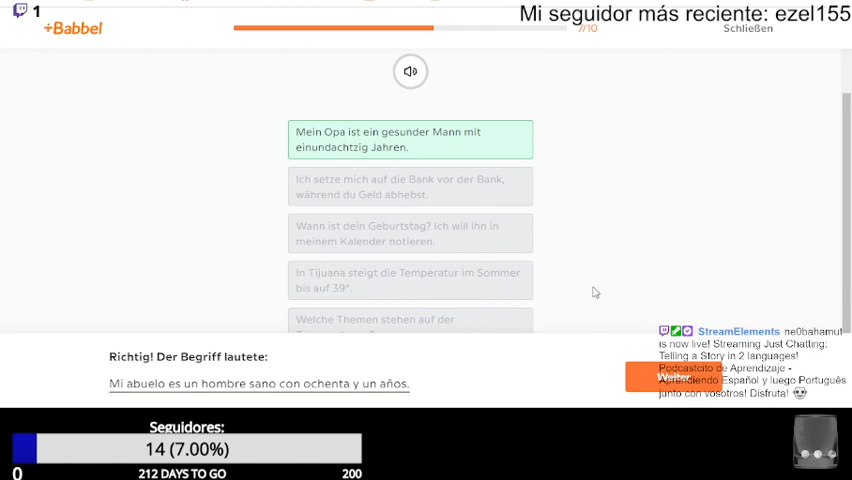 1
Mi seguidor más reciente: ezel155
÷Babbel
7/10
Schließen
Mein Opa ist ein gesunder Mann mit
einundachtzig Jahren.
Ich setze mich auf die Bank vor der Bank,
während du Geld abhebst.
Wann ist dein Geburtstag? Ich will ihn in
meinem Kalender notieren.
In Tijuana steigt die Temperatur im Sommer
bis auf 39°.
Welche Themen stehen auf der
Richtig! Der Begriff lautete:
Mi abuelo es un hombre sano con ochenta y un años.
Weiter
StreamElements ne0bahamut
is now live! Streaming Just Chatting:
Telling a Story in 2 languages!
Podcastcito de Aprendizaje -
Aprendiendo Español y luego Português
junto con vosotros! Disfruta!
Seguidores:
14 (7.00%)
0
212 DAYS TO GO
200